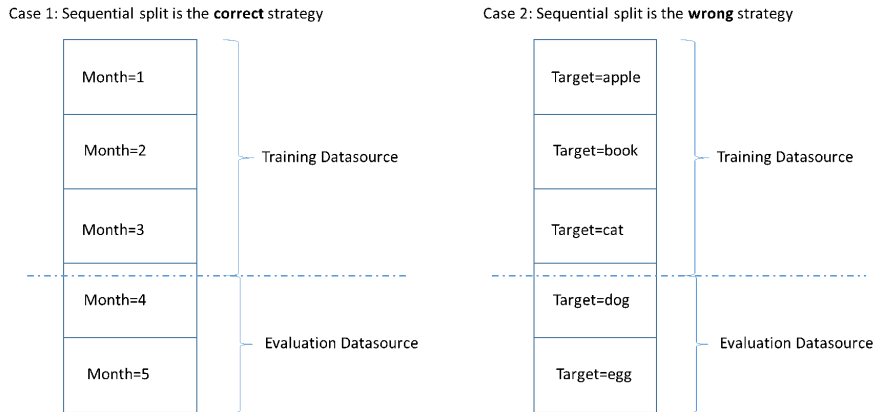 Case 1: Sequential split is the correct strategy
Month=1
Month=2
Month=3
Month=4
Month=5
Training Datasource
Evaluation Datasource
Case 2: Sequential split is the wrong strategy
Target=apple
Target=book
Target=cat
Target=dog
Target=egg
Training Datasource
Evaluation Datasource